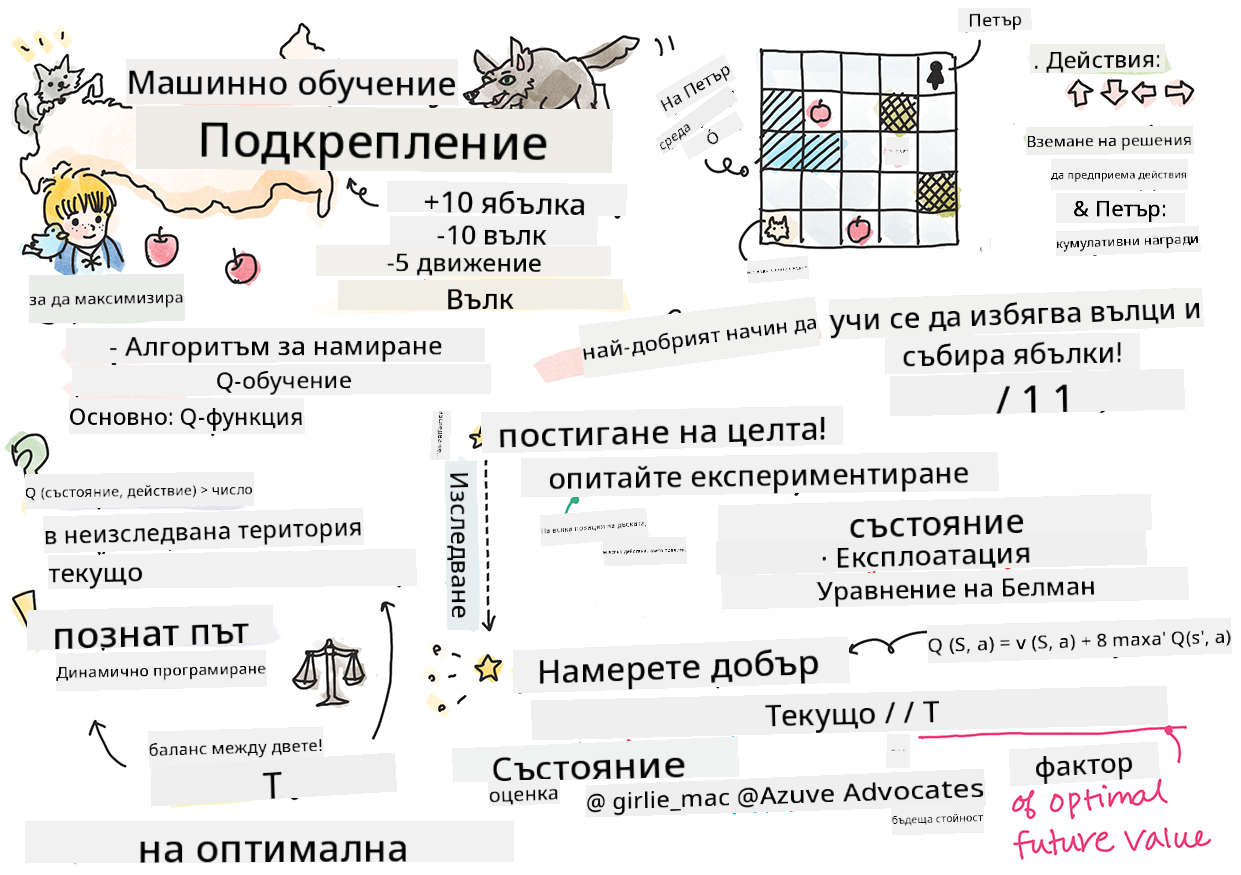 Петър
Машинно обучение
Подкрепление
На Петър
среда
. Действия:
Вземане на решения
да предприема действия
& Петър:
кумулативни награди
+10 ябълка
-10 вълк
-5 движение
Вълк
за да максимизира
- Алгоритъм за намиране
Q-обучение
Основно: Q-функция
най-добрият начин да
учи се да избягва вълци и
събира ябълки!
/ 1 1
постигане на целта!
опитайте експериментиране
Изследване
Q (състояние, действие) > число
в неизследвана територия
текущо
На всяка позиция на дъската,
състояние
· Експлоатация
Уравнение на Белман
познат път
Динамично програмиране
Q (S, a) = v (S, a) + 8 maxa' Q(s', a)
Намерете добър
Текущо / / Т
баланс между двете!
Т
Състояние
оценка
@ girlie_mac @Azuve Advocates
бъдеща стойност
фактор
of optimal
future value
на оптимална